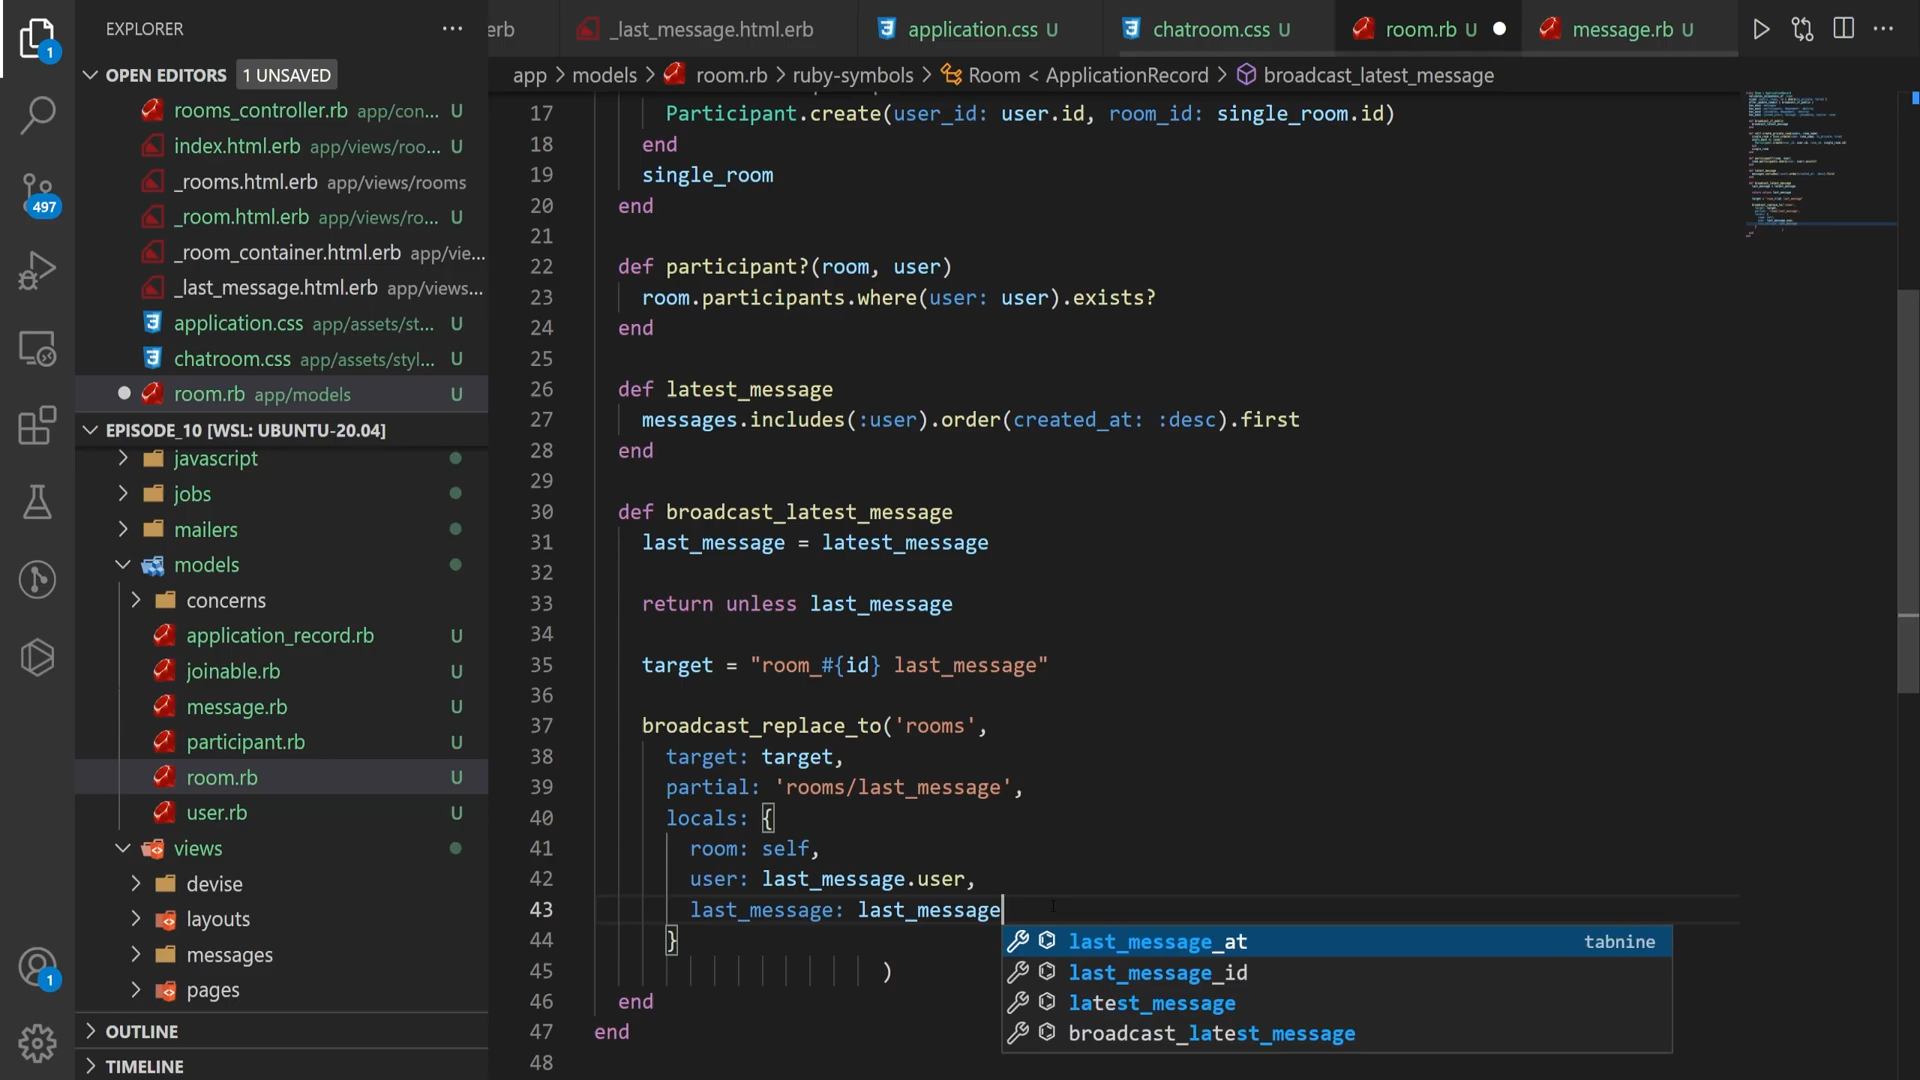 EXPLORER
OPEN EDITORS 1 UNSAVED
rooms_controller.rb app/con... U
index.html.erb app/views/roo... U
_rooms.html.erb app/views/rooms
_room.html.erb app/views/ro... U
_room_container.html.erb app/vie...
_last_message.html.erb app/views...
application.css app/assets/st... U
chatroom.css app/assets/styl... U
room.rb app/models U
EPISODE_10 [WSL: UBUNTU-20.04]
javascript
jobs
mailers
models
concerns
application_record.rb U
joinable.rb U
message.rb U
participant.rb U
room.rb U
user.rb U
views
devise
layouts
messages
pages
OUTLINE
TIMELINE
1
497
1
erb _last_message.html.erb application.css U chatroom.css U room.rb U message.rb U
app > models > room.rb > ruby-symbols > Room < ApplicationRecord > broadcast_latest_message
17 Participant.create(user_id: user.id, room_id: single_room.id)
18 end
19 single_room
20 end
21
22 def participant?(room, user)
23 room.participants.where(user: user).exists?
24 end
25
26 def latest_message
27 messages.includes(:user).order(created_at: :desc).first
28 end
29
30 def broadcast_latest_message
31 last_message = latest_message
32
33 return unless last_message
34
35 target = "room_#{id} last_message"
36
37 broadcast_replace_to('rooms',
38 target: target,
39 partial: 'rooms/last_message',
40 locals: {
41 room: self,
42 user: last_message.user,
43 last_message: last_message
44 }
45 )
46 end
47 end
48
last_message_at tabnine
last_message_id
latest_message
broadcast_latest_message